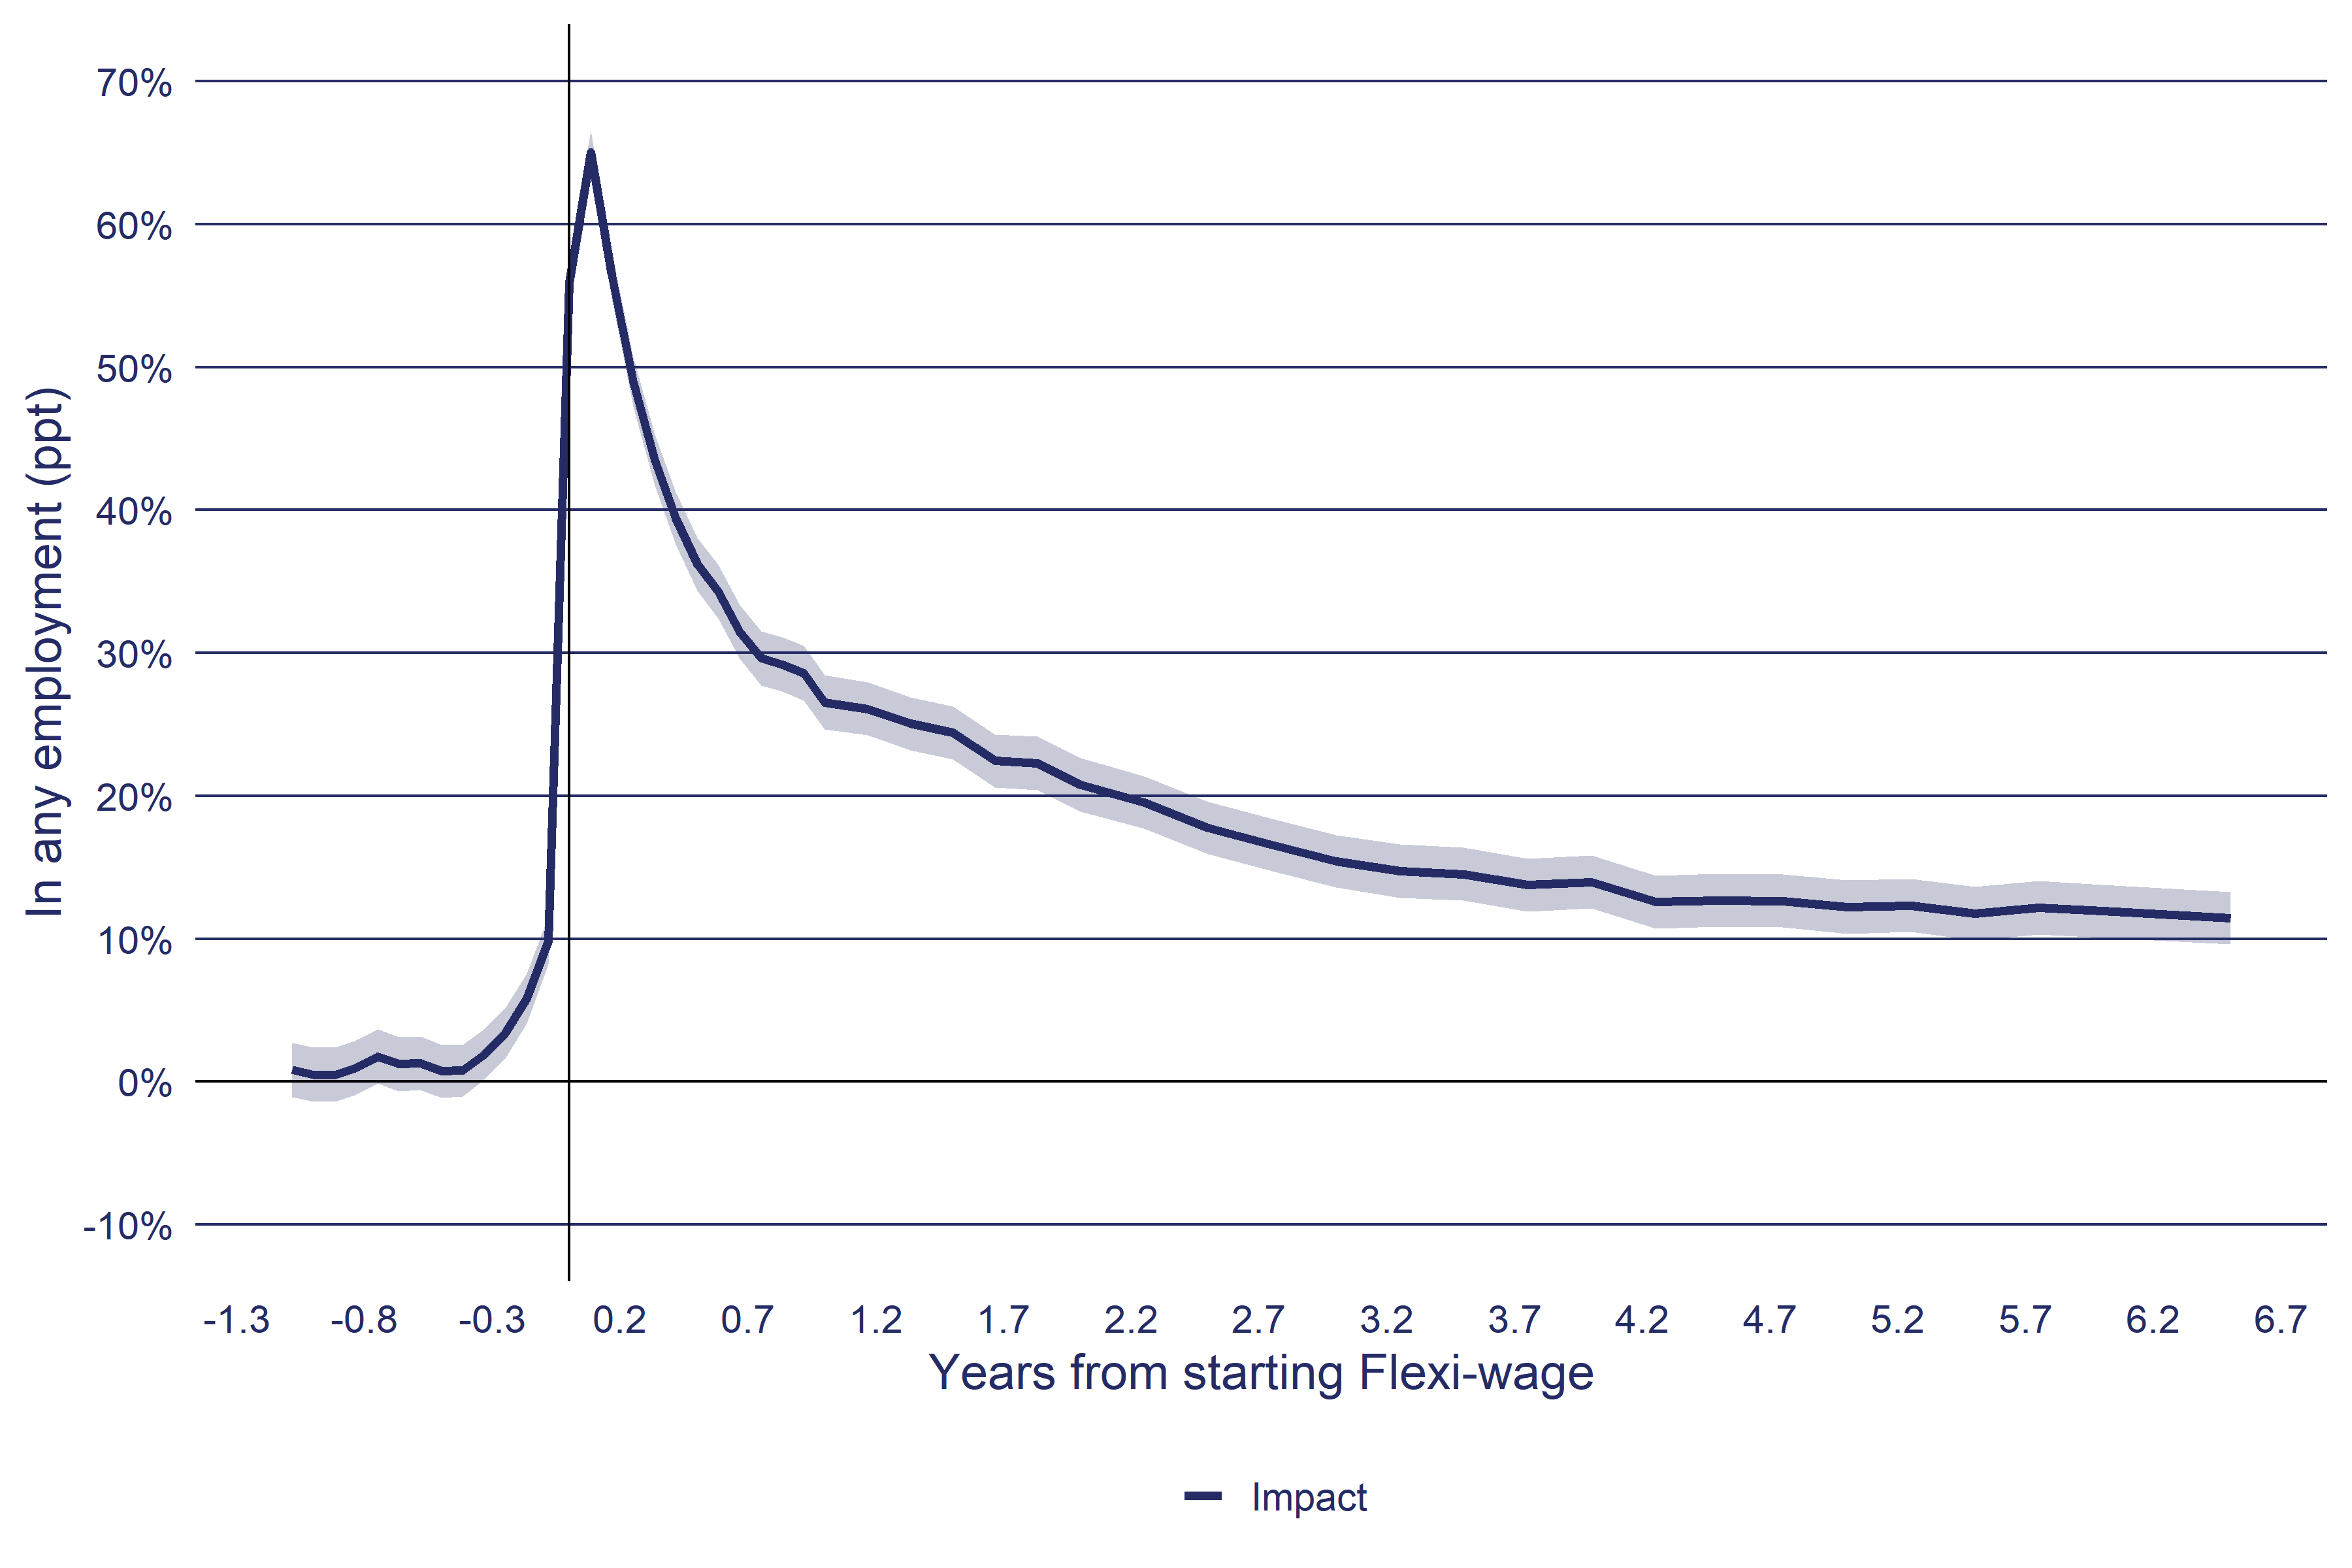 70%
60%
50%
40%
30%
20%
10%
0%
-10%
In any employment (ppt)
-1.3 -0.8 -0.3 0.2 0.7 1.2 1.7 2.2 2.7 3.2 3.7 4.2 4.7 5.2 5.7 6.2 6.7
Years from starting Flexi-wage
Impact